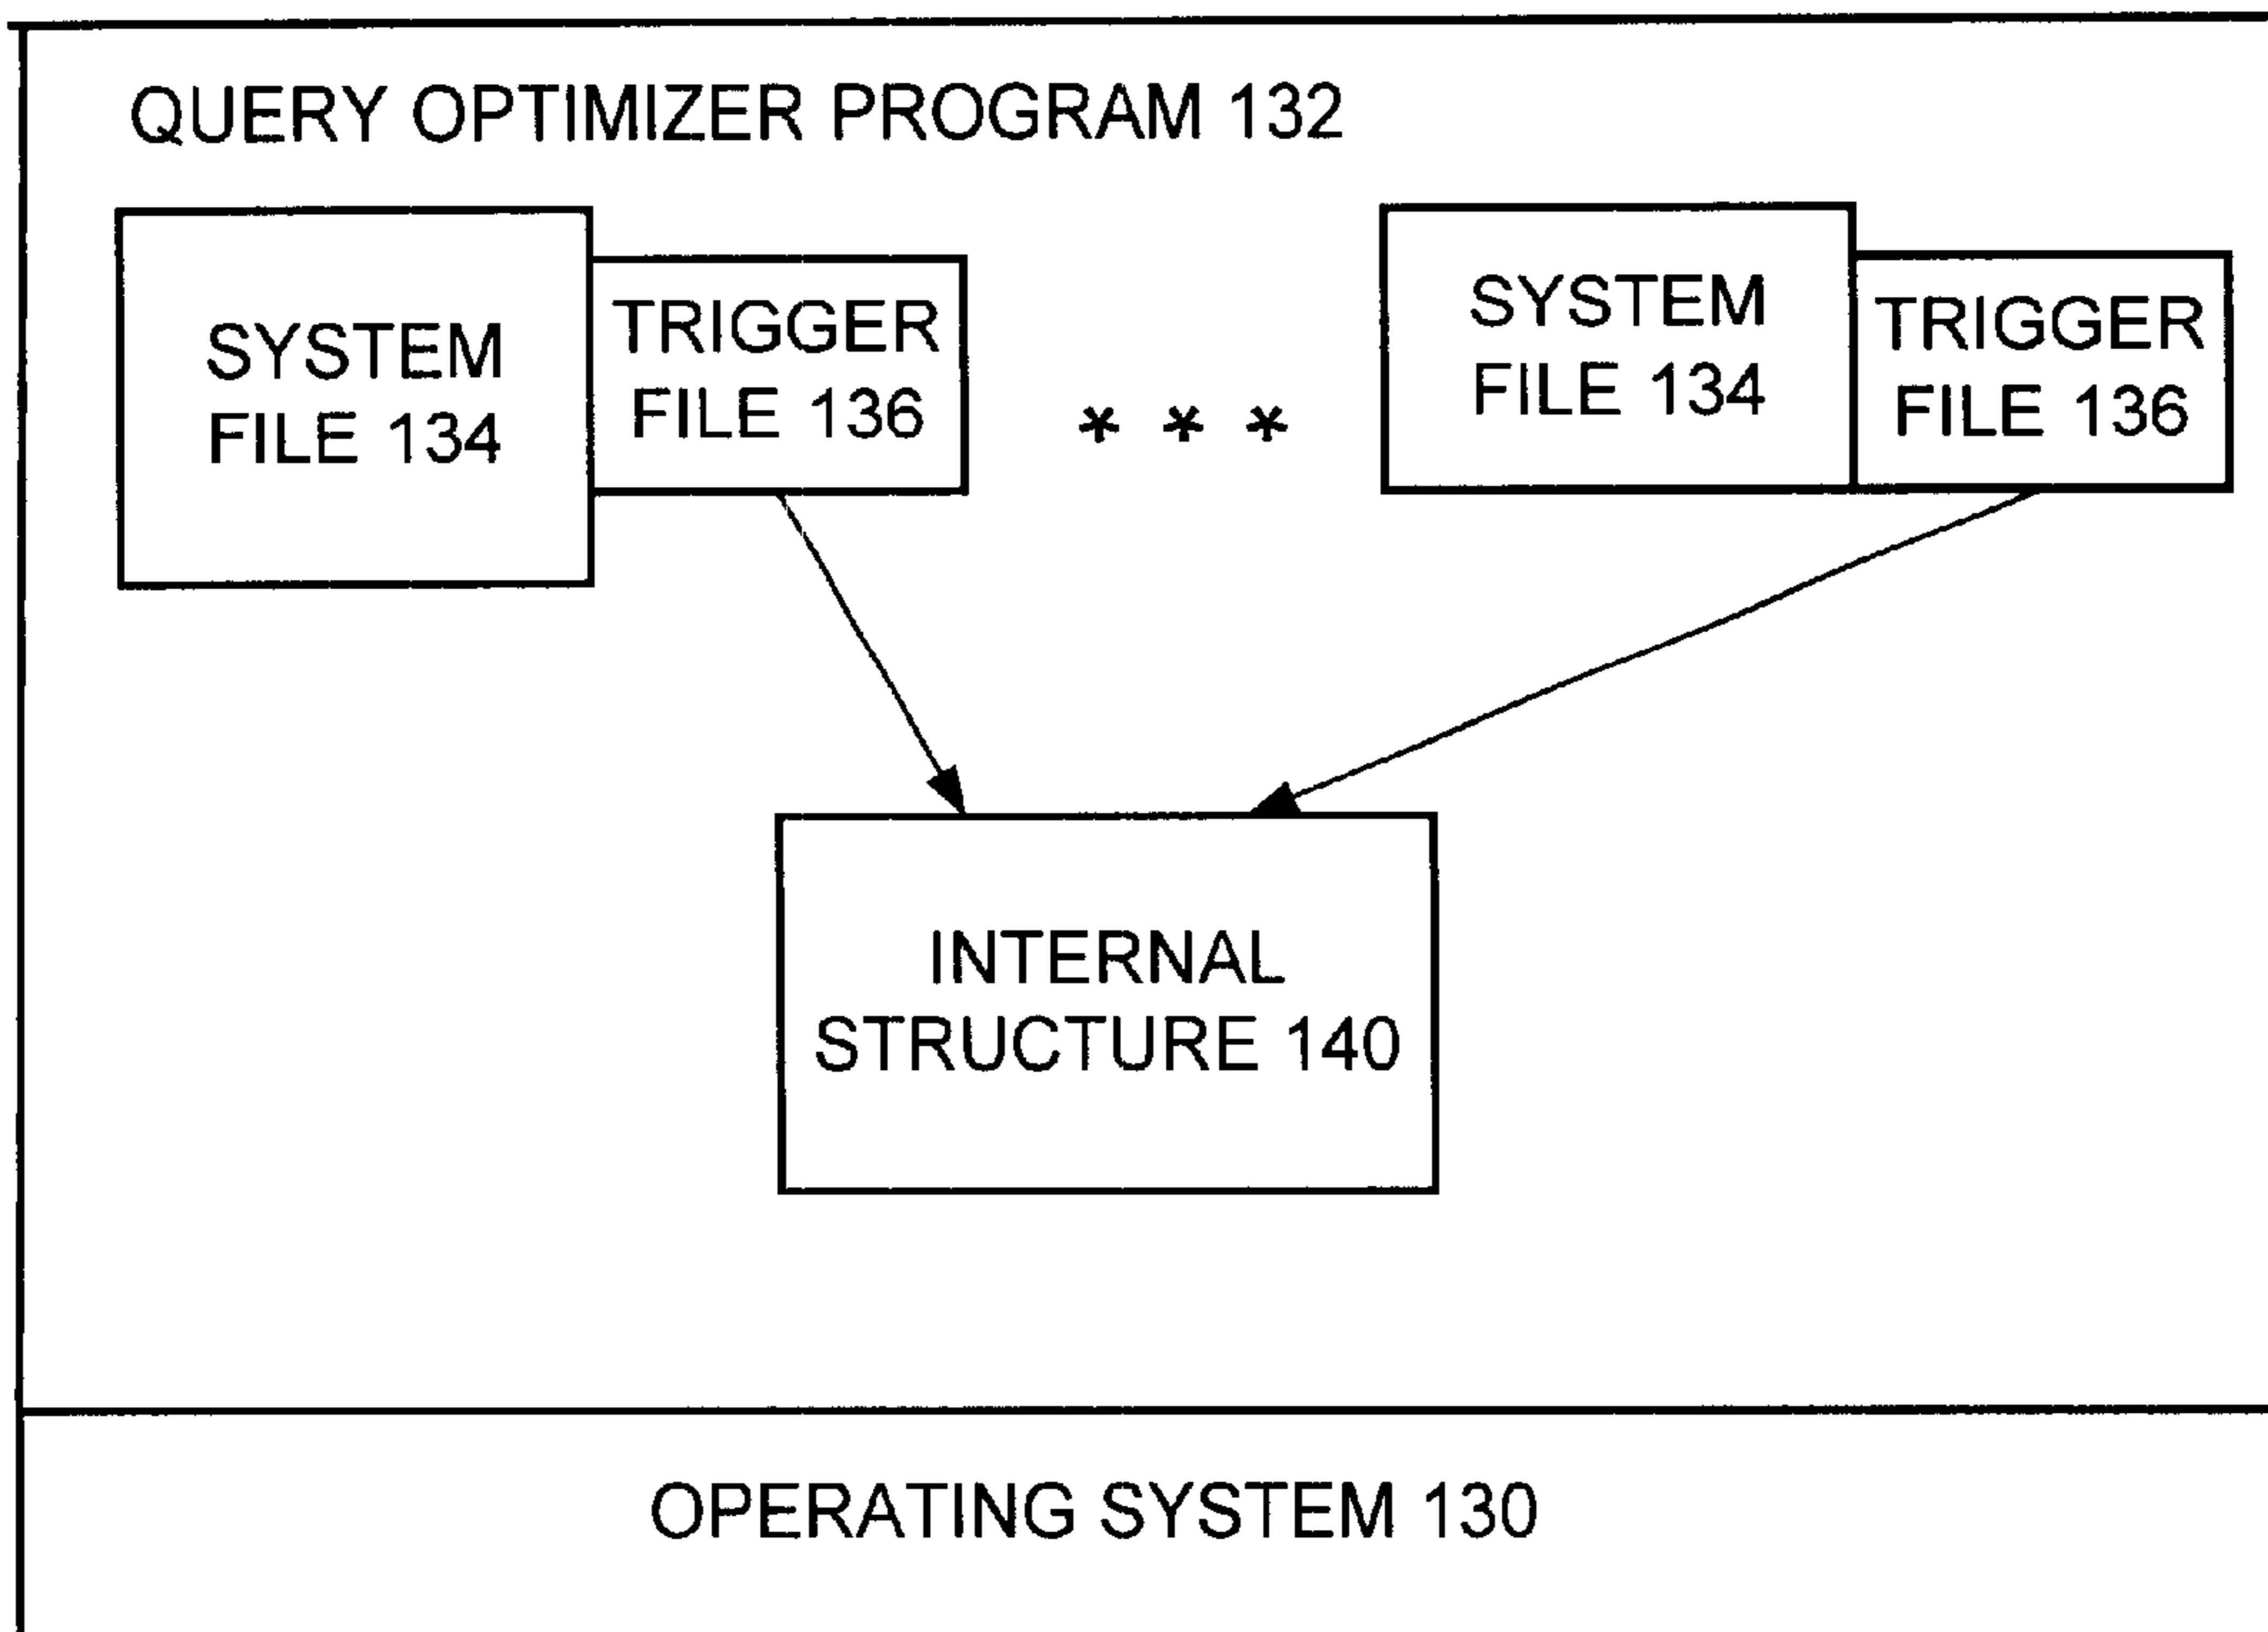 QUERY OPTIMIZER PROGRAM 132
SYSTEM
FILE 134
TRIGGER
FILE 136
* * *
SYSTEM
FILE 134
TRIGGER
FILE 136
INTERNAL
STRUCTURE 140
OPERATING SYSTEM 130